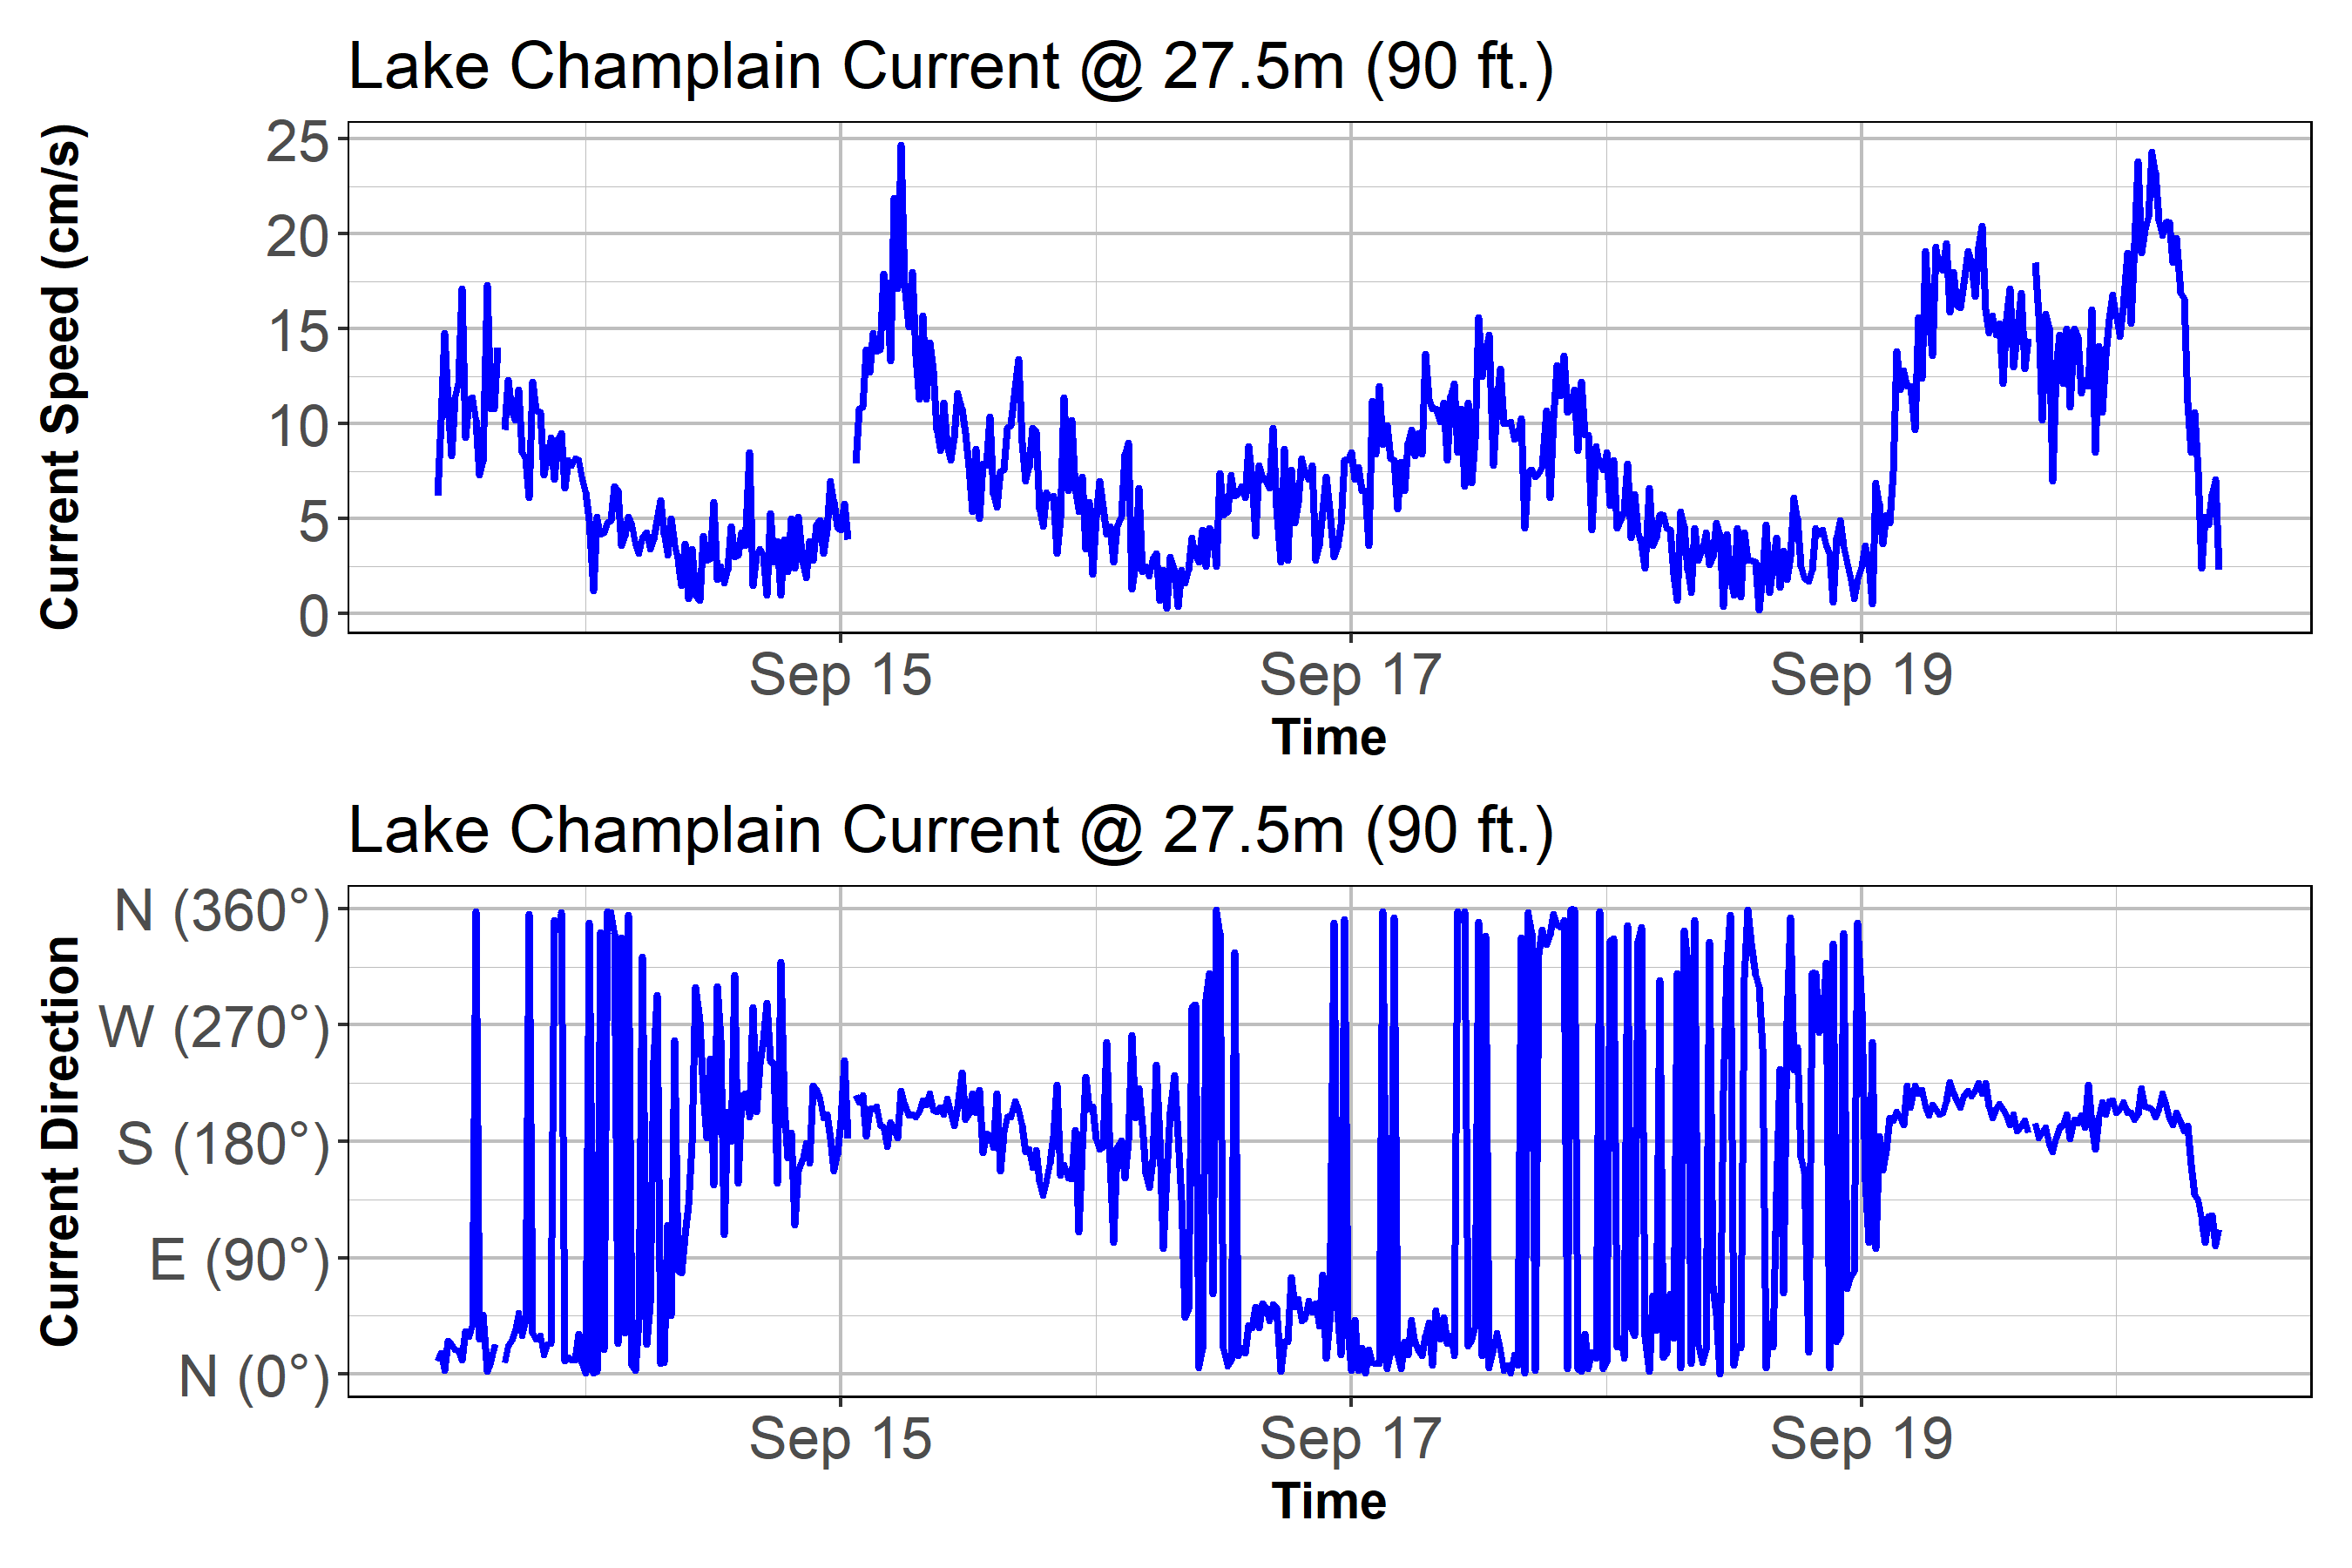 Lake Champlain Current @ 27.5m (90 ft.)
Current Speed (cm/s)
25
20
15
10
5
0
Sep 15 Sep 17 Sep 19
Time
Lake Champlain Current @ 27.5m (90 ft.)
Current Direction
N (360°)
W (270°)
S (180°)
E (90°)
N (0°)
Sep 15 Sep 17 Sep 19
Time